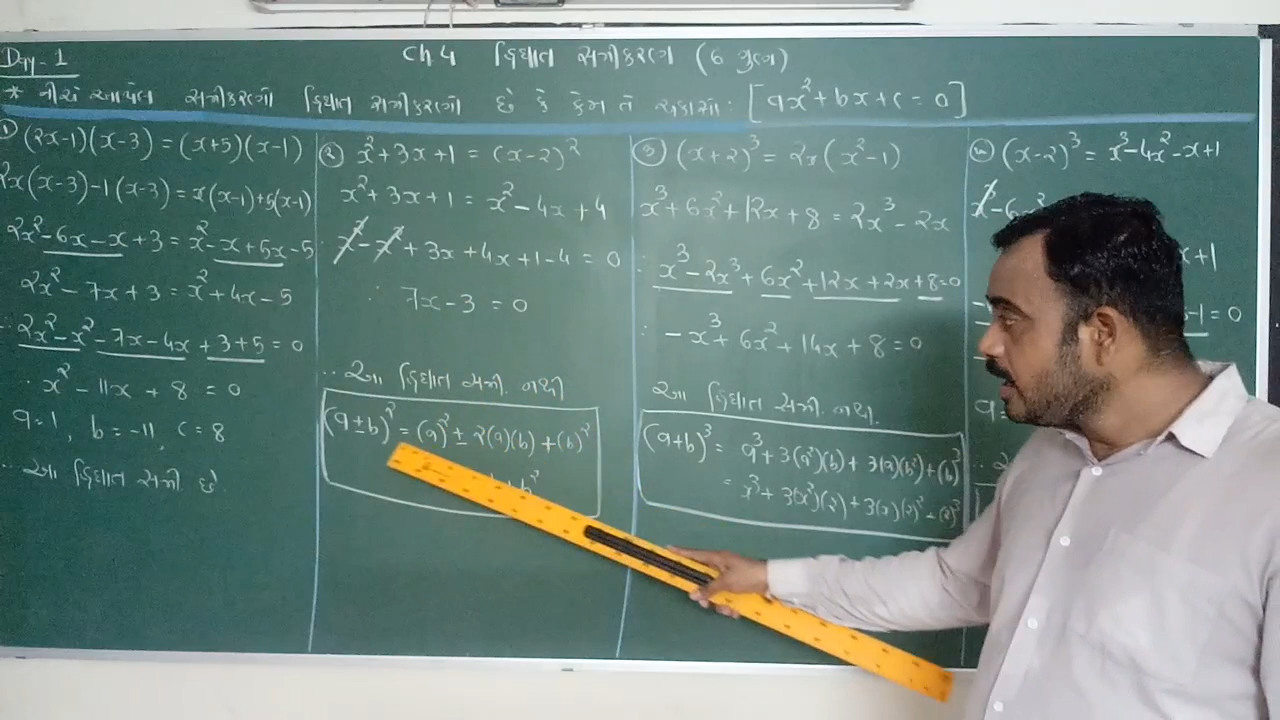 Day-1
Ch 4 દ્વિઘાત સમીકરણ (6 ગુણ)
* નીચે આપેલ સમીકરણો દ્વિઘાત સમીકરણો છે કે કેમ તે ચકાસો: [ax² + bx + c = 0]
① (2x-1)(x-3) = (x+5)(x-1)
2x(x-3)-1(x-3) = x(x-1)+5(x-1)
2x²-6x-x+3 = x²-x+5x-5
2x²-7x+3 = x²+4x-5
∴ 2x²-x²-7x-4x+3+5=0
∴ x²-11x+8=0
a=1, b=-11, c=8
∴ આ દ્વિઘાત સમી. છે
② x²+3x+1 = (x-2)²
x²+3x+1 = x²-4x+4
∴ x²-x²+3x+4x+1-4=0
∴ 7x-3=0
∴ આ દ્વિઘાત સમી. નથી
(a±b)² = (a)² ± 2(a)(b) + (b)²
③ (x+2)³ = 2x(x²-1)
x³+6x²+12x+8 = 2x³-2x
∴ x³-2x³+6x²+12x+2x+8=0
∴ -x³+6x²+14x+8=0
આ દ્વિઘાત સમી. નથી.
(a+b)³ = a³+3(a²)(b)+3(a)(b²)+(b)³
= x³+3(x²)(2)+3(x)(2)²+(2)³
(x-2)³ = x³-4x²-x+1
x³-6x²
x+1
-1=0
a=